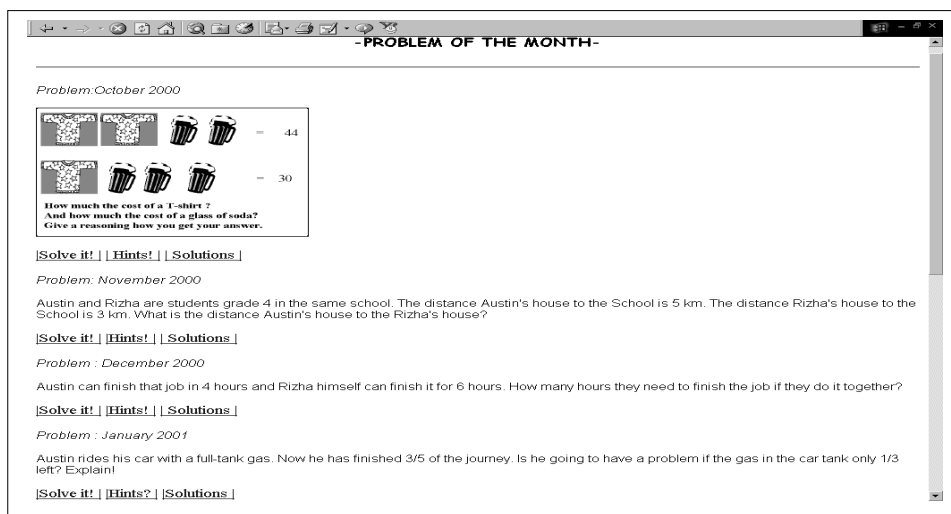 -PROBLEM OF THE MONTH-
Problem:October 2000
= 44
= 30
How much the cost of a T-shirt ?
And how much the cost of a glass of soda?
Give a reasoning how you get your answer.
|Solve it! | | Hints! | | Solutions |
Problem: November 2000
Austin and Rizha are students grade 4 in the same school. The distance Austin's house to the School is 5 km. The distance Rizha's house to the
School is 3 km. What is the distance Austin's house to the Rizha's house?
|Solve it! | |Hints! | | Solutions |
Problem : December 2000
Austin can finish that job in 4 hours and Rizha himself can finish it for 6 hours. How many hours they need to finish the job if they do it together?
|Solve it! | |Hints! | | Solutions |
Problem : January 2001
Austin rides his car with a full-tank gas. Now he has finished 3/5 of the journey. Is he going to have a problem if the gas in the car tank only 1/3
left? Explain!
|Solve it! | |Hints? | |Solutions |